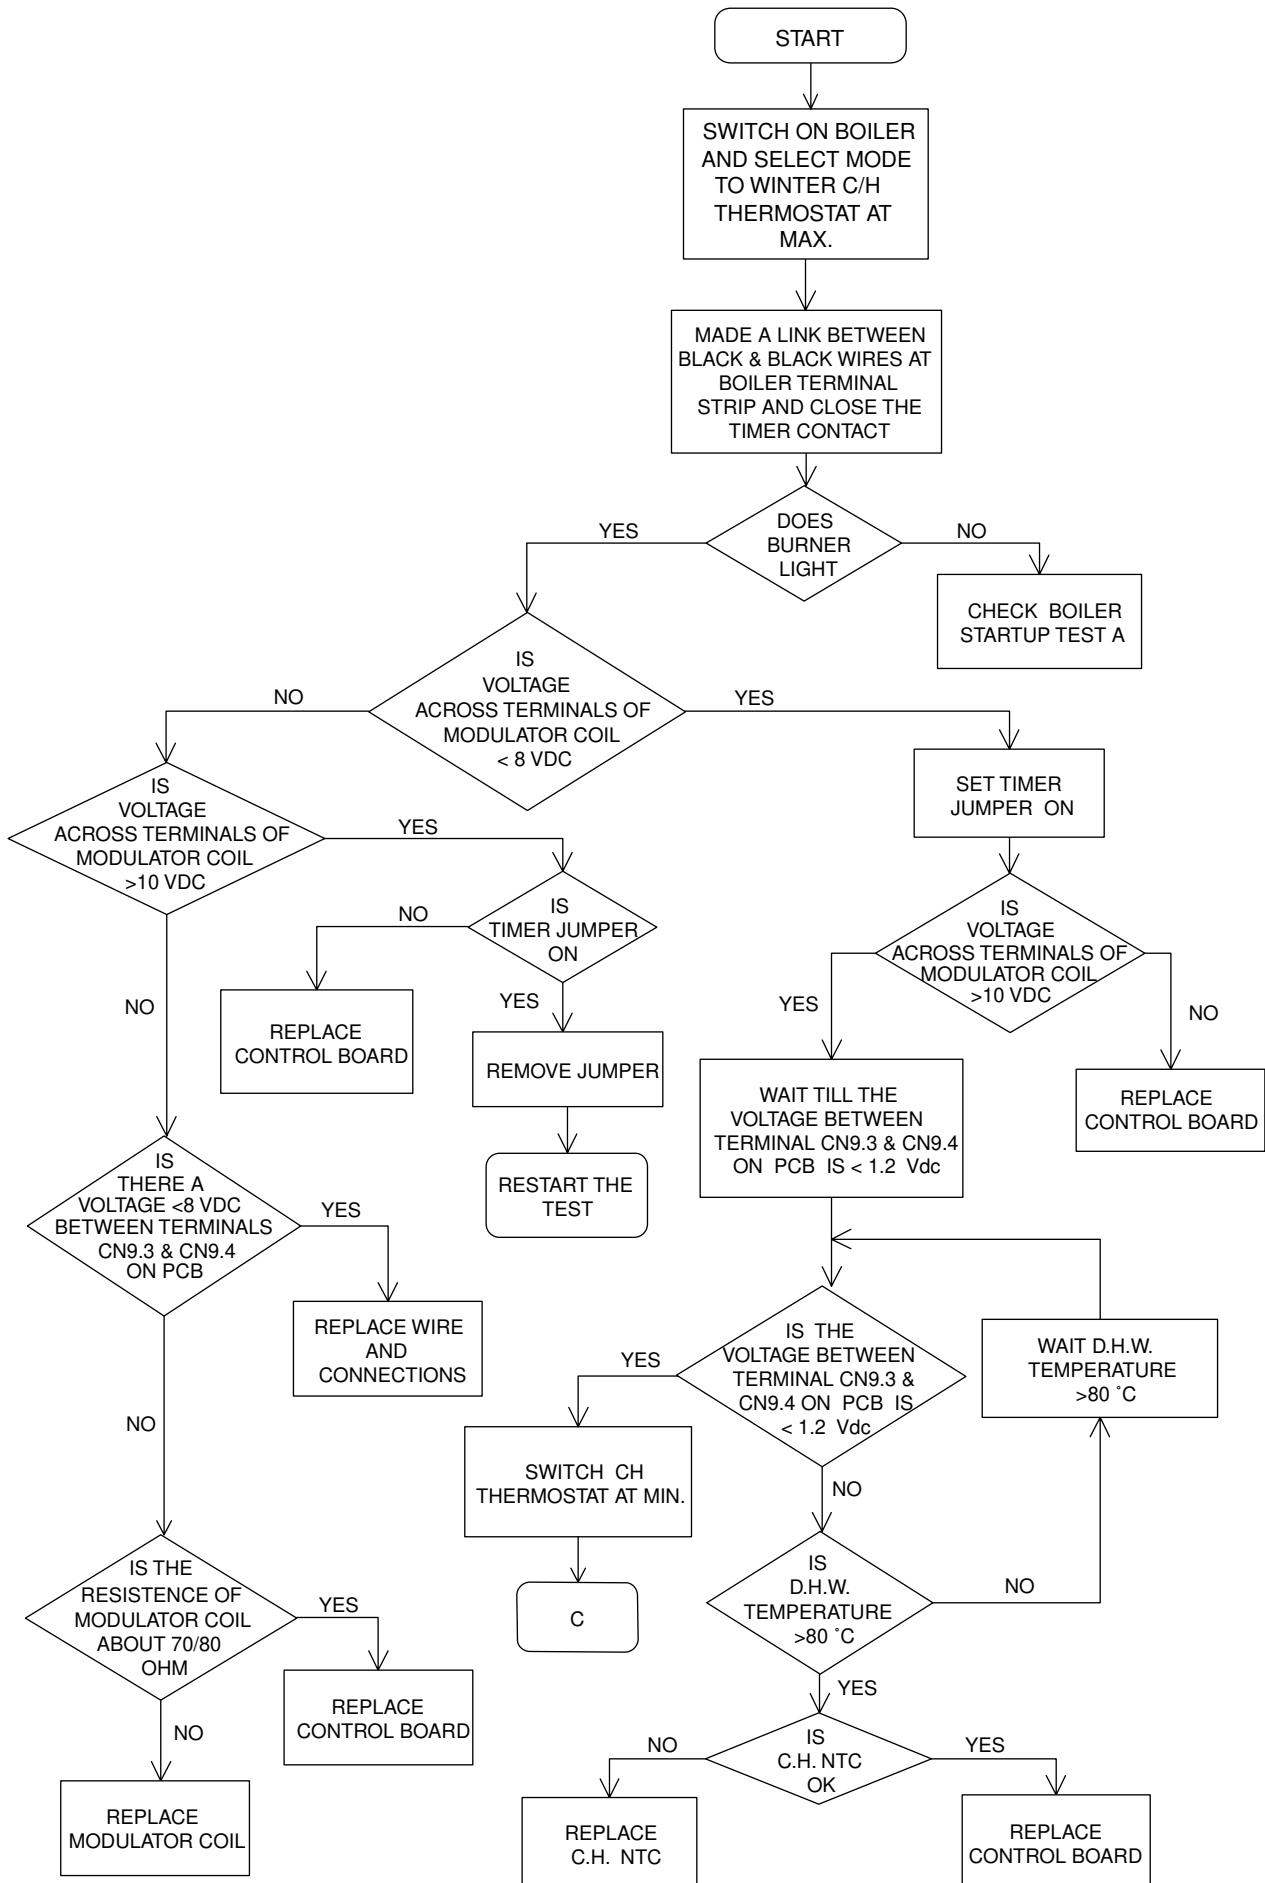 START
SWITCH ON BOILER
AND SELECT MODE
TO WINTER C/H
THERMOSTAT AT
MAX.
MADE A LINK BETWEEN
BLACK & BLACK WIRES AT
BOILER TERMINAL
STRIP AND CLOSE THE
TIMER CONTACT
DOES
BURNER
LIGHT
YES
NO
CHECK BOILER
STARTUP TEST A
IS
VOLTAGE
ACROSS TERMINALS OF
MODULATOR COIL
< 8 VDC
NO
YES
IS
VOLTAGE
ACROSS TERMINALS OF
MODULATOR COIL
>10 VDC
YES
SET TIMER
JUMPER ON
IS
TIMER JUMPER
ON
NO
YES
NO
REPLACE
CONTROL BOARD
REMOVE JUMPER
RESTART THE
TEST
IS
VOLTAGE
ACROSS TERMINALS OF
MODULATOR COIL
>10 VDC
YES
NO
REPLACE
CONTROL BOARD
WAIT TILL THE
VOLTAGE BETWEEN
TERMINAL CN9.3 & CN9.4
ON PCB IS < 1.2 Vdc
IS
THERE A
VOLTAGE <8 VDC
BETWEEN TERMINALS
CN9.3 & CN9.4
ON PCB
YES
REPLACE WIRE
AND
CONNECTIONS
NO
IS THE
VOLTAGE BETWEEN
TERMINAL CN9.3 &
CN9.4 ON PCB IS
< 1.2 Vdc
YES
NO
WAIT D.H.W.
TEMPERATURE
>80 °C
SWITCH CH
THERMOSTAT AT MIN.
C
IS
D.H.W.
TEMPERATURE
>80 °C
NO
YES
IS THE
RESISTENCE OF
MODULATOR COIL
ABOUT 70/80
OHM
YES
NO
REPLACE
CONTROL BOARD
REPLACE
MODULATOR COIL
IS
C.H. NTC
OK
NO
YES
REPLACE
C.H. NTC
REPLACE
CONTROL BOARD